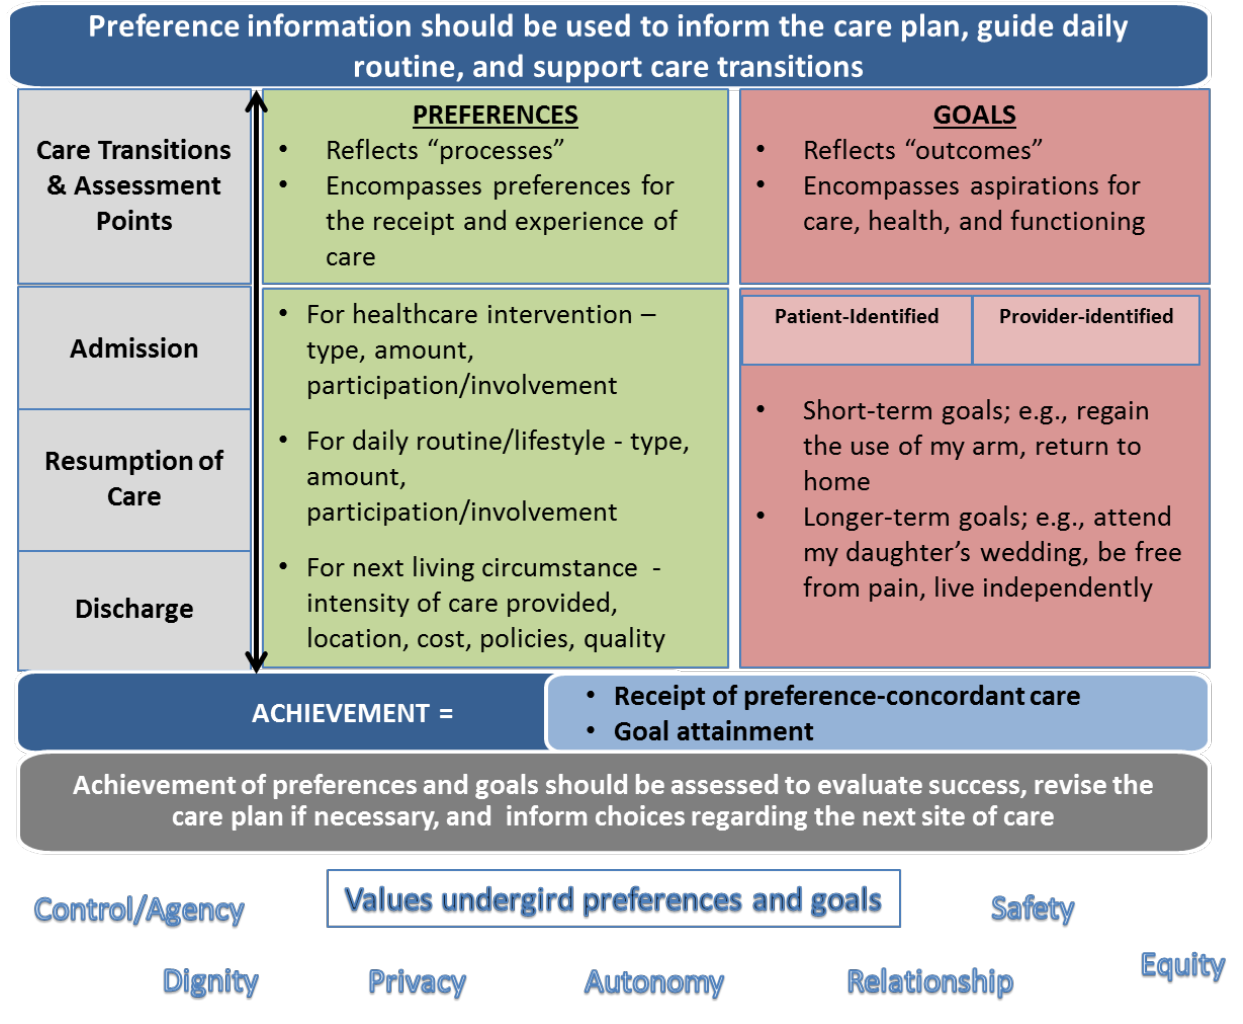 Preference information should be used to inform the care plan, guide daily
routine, and support care transitions
Care Transitions
& Assessment
Points
PREFERENCES
• Reflects “processes”
• Encompasses preferences for
the receipt and experience of
care
GOALS
• Reflects “outcomes”
• Encompasses aspirations for
care, health, and functioning
Admission
Resumption of
Care
Discharge
• For healthcare intervention –
type, amount,
participation/involvement
• For daily routine/lifestyle - type,
amount,
participation/involvement
• For next living circumstance -
intensity of care provided,
location, cost, policies, quality
Patient-Identified
Provider-identified
• Short-term goals; e.g., regain
the use of my arm, return to
home
• Longer-term goals; e.g., attend
my daughter’s wedding, be free
from pain, live independently
ACHIEVEMENT =
• Receipt of preference-concordant care
• Goal attainment
Achievement of preferences and goals should be assessed to evaluate success, revise the
care plan if necessary, and inform choices regarding the next site of care
Control/Agency
Values undergird preferences and goals
Safety
Dignity
Privacy
Autonomy
Relationship
Equity